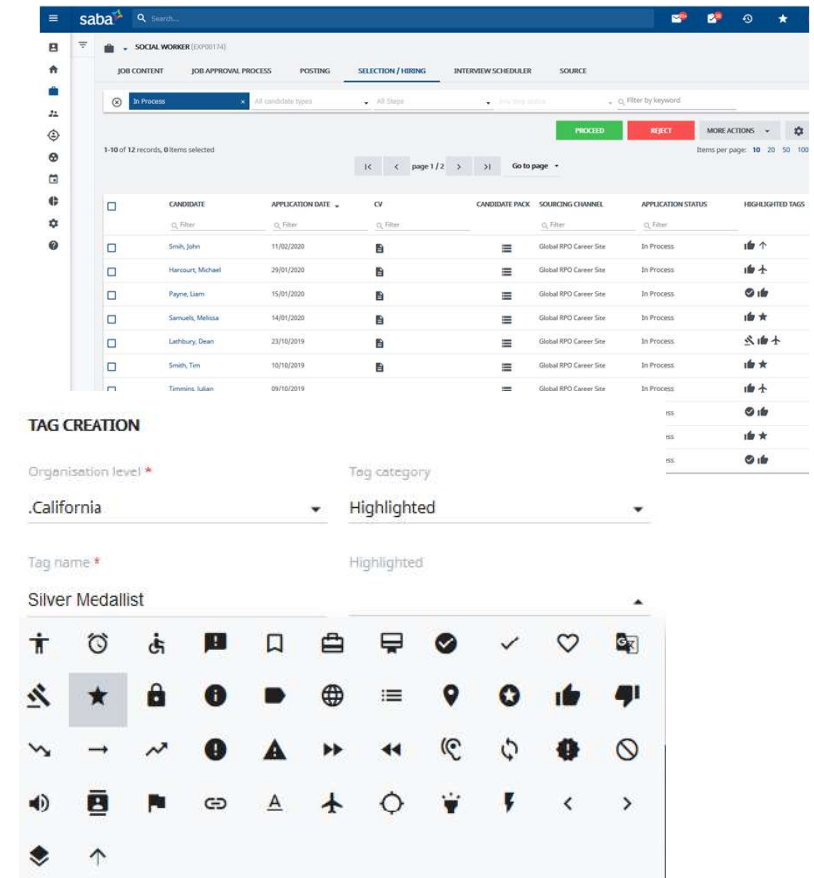 saba
Search...
SOCIAL WORKER (EXP00174)
JOB CONTENT JOB APPROVAL PROCESS POSTING SELECTION / HIRING INTERVIEW SCHEDULER SOURCE
In Process × All candidate types All Steps Filter by keyword
PROCEED REJECT MORE ACTIONS
1-10 of 12 records, 0 Items selected Items per page: 10 20 50 100
page 1 / 2 Go to page
CANDIDATE APPLICATION DATE CV CANDIDATE PACK SOURCING CHANNEL APPLICATION STATUS HIGHLIGHTED TAGS
Filter Filter Filter Filter Filter
Smih, John 11/02/2020 Global RPO Career Site In Process
Harcourt, Michael 29/01/2020 Global RPO Career Site In Process
Payne, Liam 15/01/2020 Global RPO Career Site In Process
Samuels, Melissa 14/01/2020 Global RPO Career Site In Process
Lathbury, Dean 23/10/2019 Global RPO Career Site In Process
Smith, Tim 10/10/2019 Global RPO Career Site In Process
Timmins, Julian 09/10/2019 Global RPO Career Site In Process
TAG CREATION
Organisation level * Tag category
.California Highlighted
Tag name * Highlighted
Silver Medallist